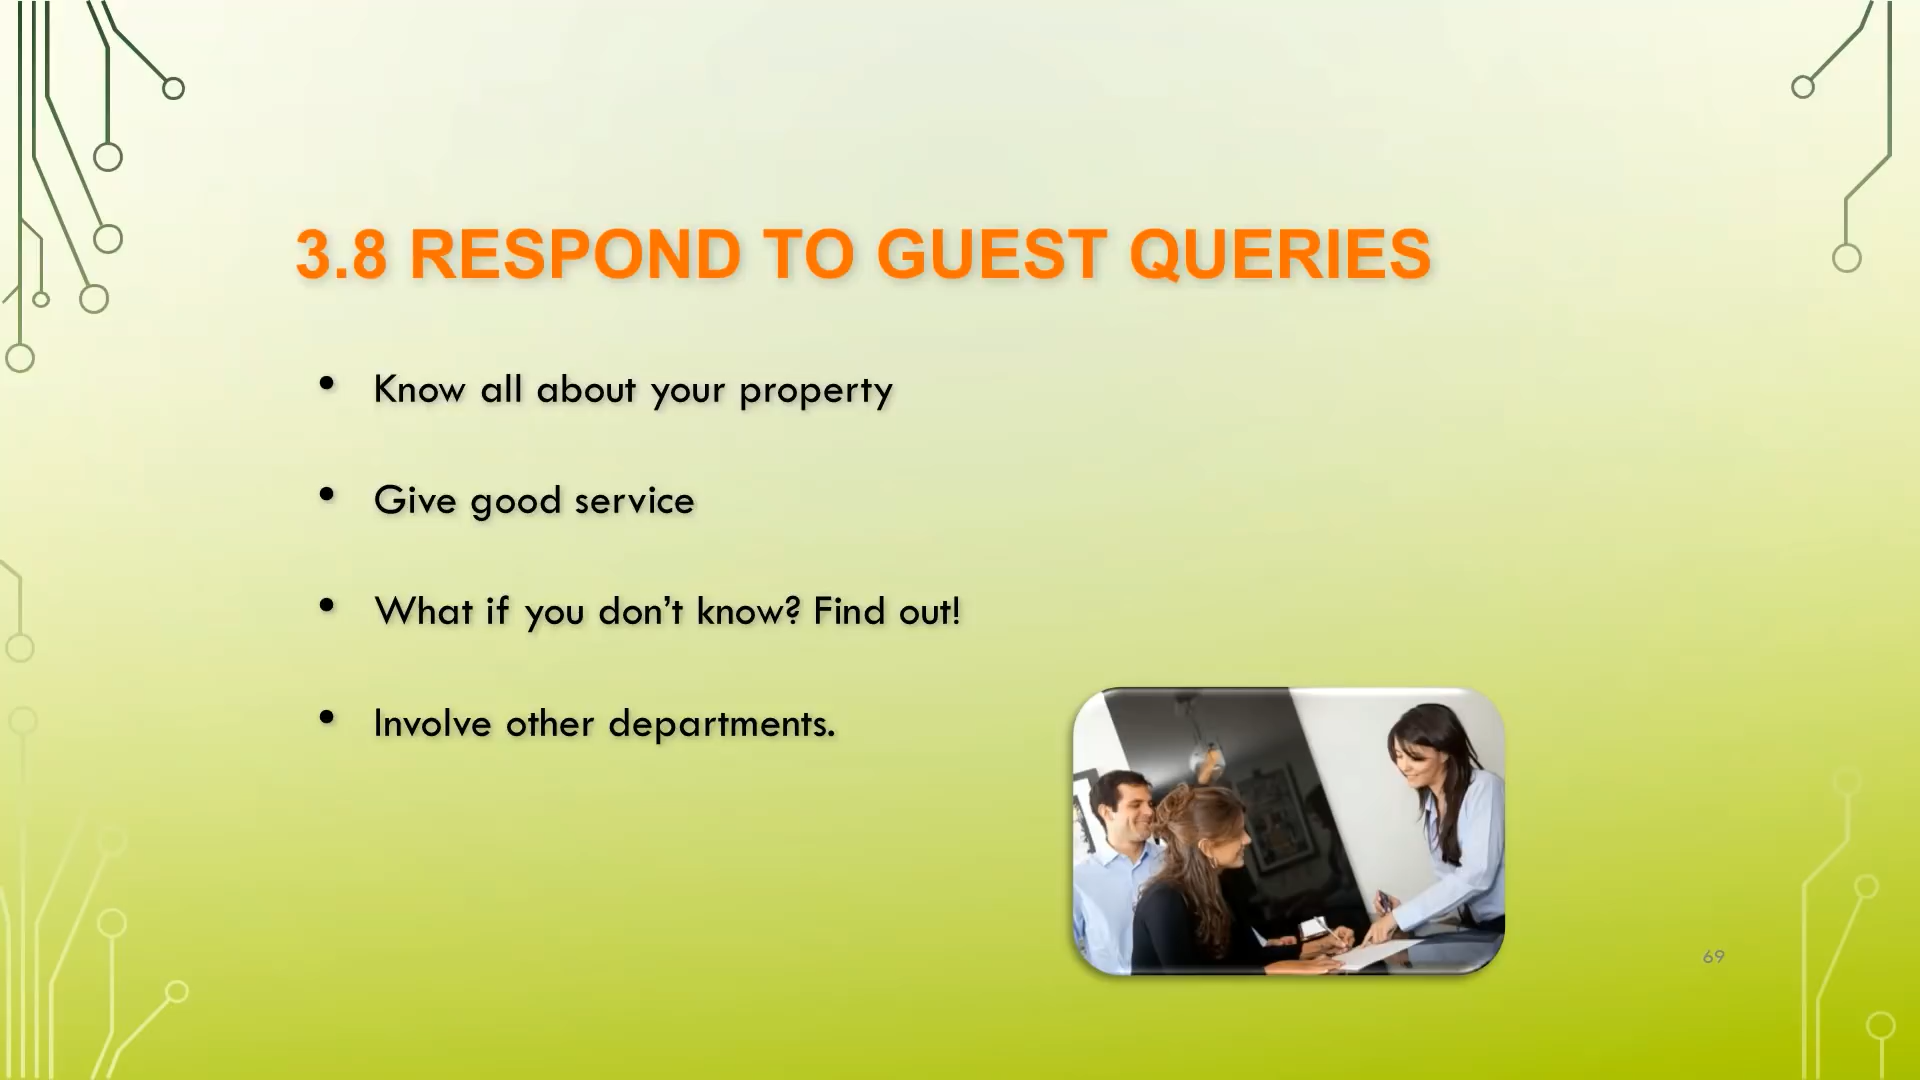 3.8 RESPOND TO GUEST QUERIES
• Know all about your property
• Give good service
• What if you don’t know? Find out!
• Involve other departments.
69